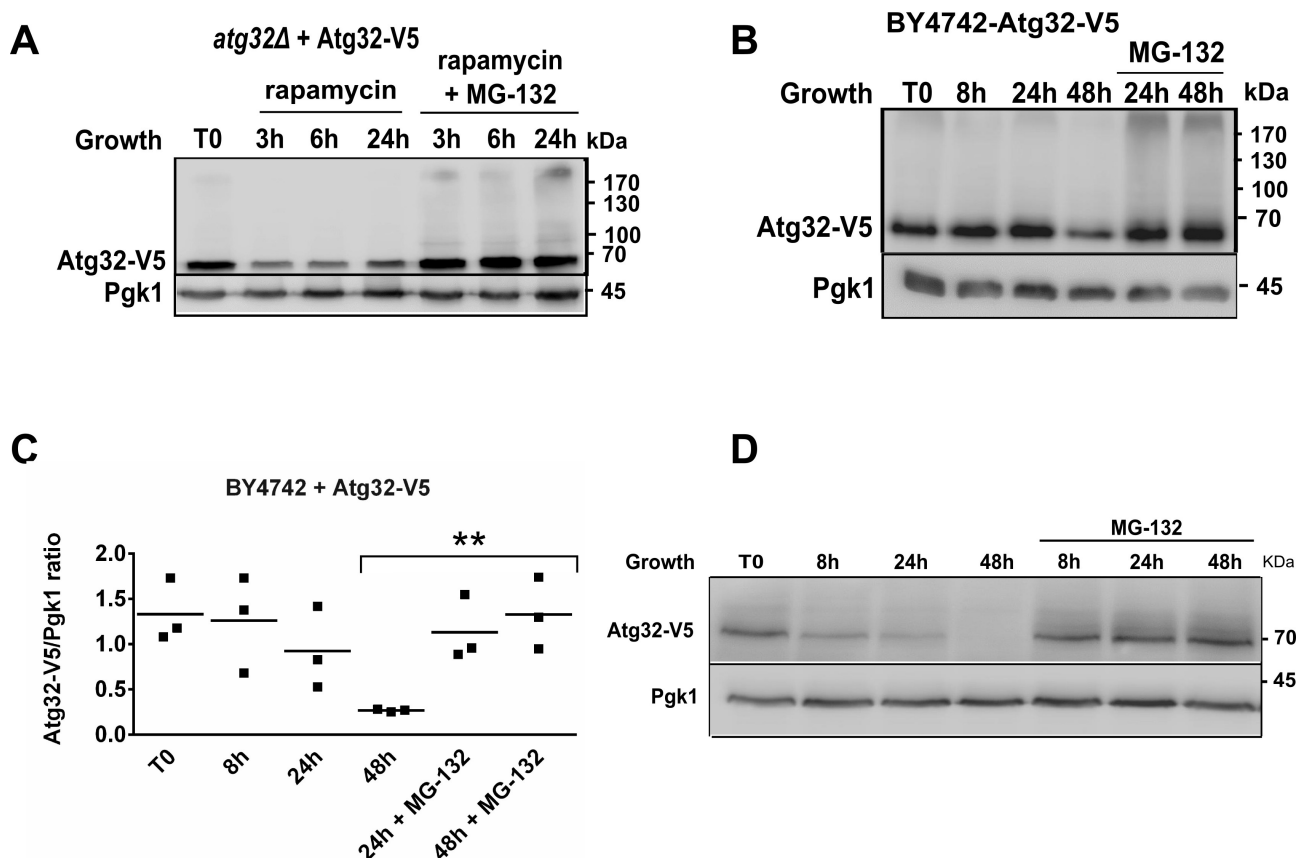 A
atg32Δ + Atg32-V5
rapamycin
rapamycin
+ MG-132
Growth T0 3h 6h 24h 3h 6h 24h kDa
170
130
100
70
Atg32-V5
Pgk1 45
B
BY4742-Atg32-V5
MG-132
Growth T0 8h 24h 48h 24h 48h kDa
170
130
100
70
Atg32-V5
Pgk1 45
C
BY4742 + Atg32-V5
**
Atg32-V5/Pgk1 ratio
2.0
1.5
1.0
0.5
0.0
T0 8h 24h 48h 24h + MG-132 48h + MG-132
D
MG-132
Growth T0 8h 24h 48h 8h 24h 48h KDa
Atg32-V5 70
45
Pgk1